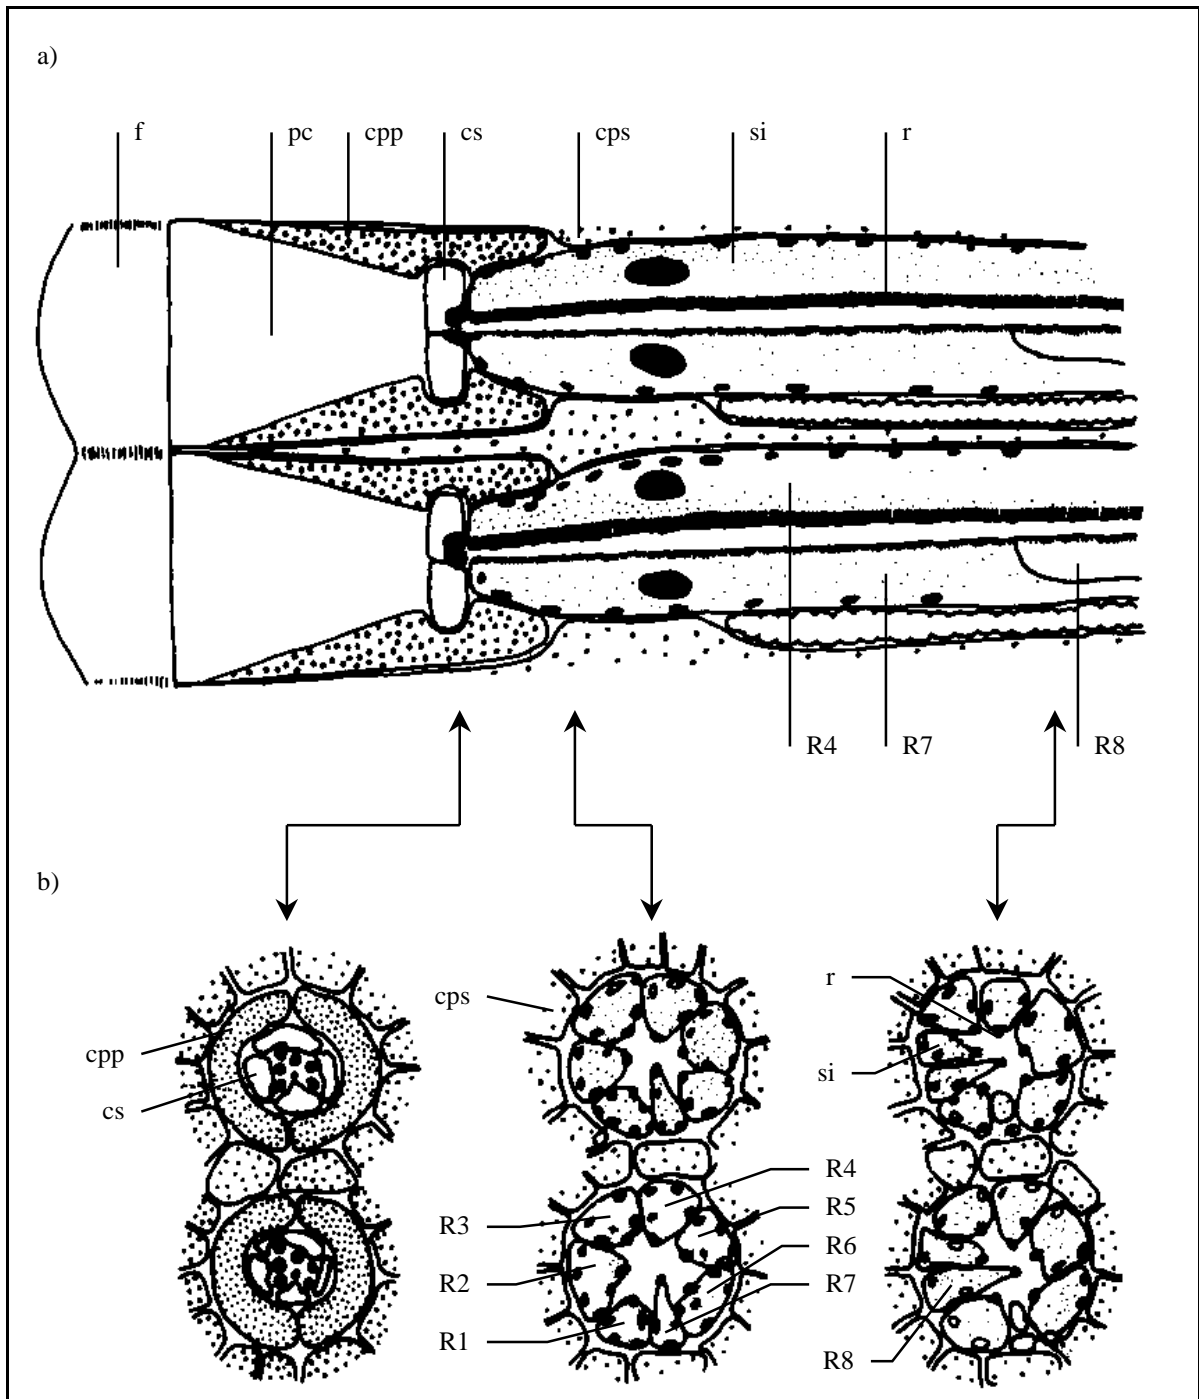 a)
f pc cpp cs cps si r
R4 R7 R8
b)
cps
r
cpp
si
cs
R4
R3
R5
R2
R6
R7
R1
R8